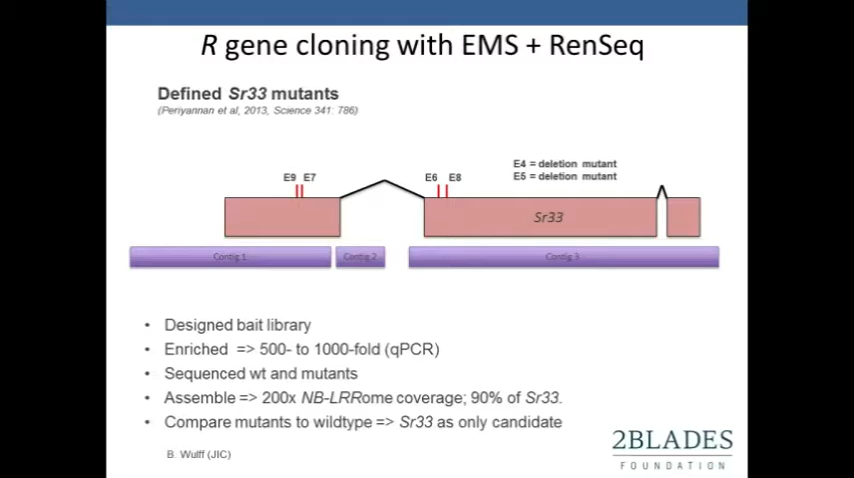 R gene cloning with EMS + RenSeq
Defined Sr33 mutants
(Periyannan et al, 2013, Science 341: 786)
E4 = deletion mutant
E9 E7 E6 E8 E5 = deletion mutant
Sr33
Contig 1 Contig 2 Contig 3
• Designed bait library
• Enriched => 500- to 1000-fold (qPCR)
• Sequenced wt and mutants
• Assemble => 200x NB-LRRome coverage; 90% of Sr33.
• Compare mutants to wildtype => Sr33 as only candidate
B. Wulff (JIC)
2BLADES
FOUNDATION